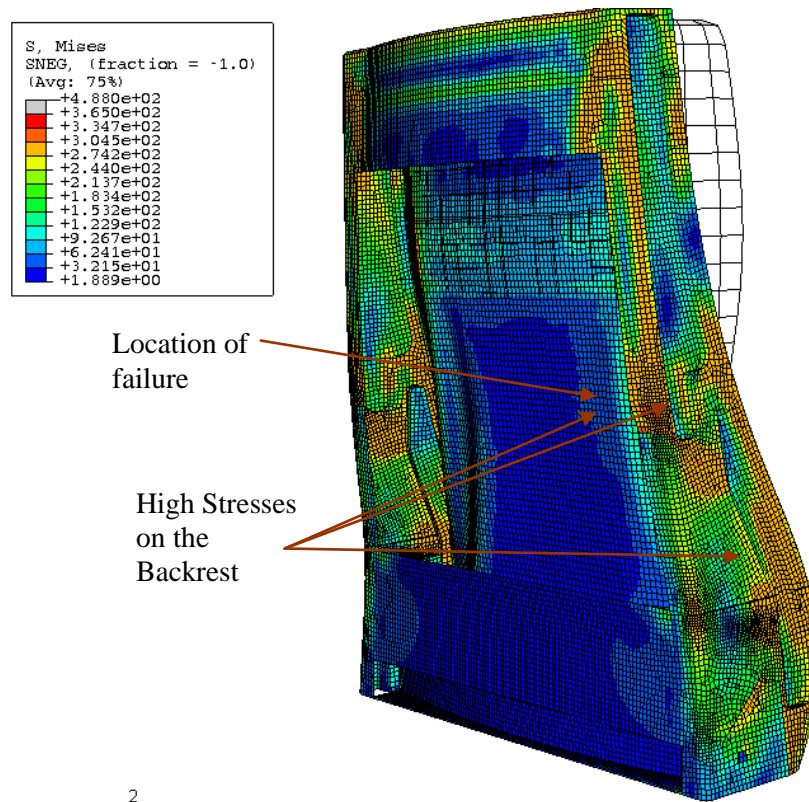 S, Mises
SNEG, (fraction = -1.0)
(Avg: 75%)
+4.880e+02
+3.650e+02
+3.347e+02
+3.045e+02
+2.742e+02
+2.440e+02
+2.137e+02
+1.834e+02
+1.532e+02
+1.229e+02
+9.267e+01
+6.241e+01
+3.215e+01
+1.889e+00
Location of
failure
High Stresses
on the
Backrest
2